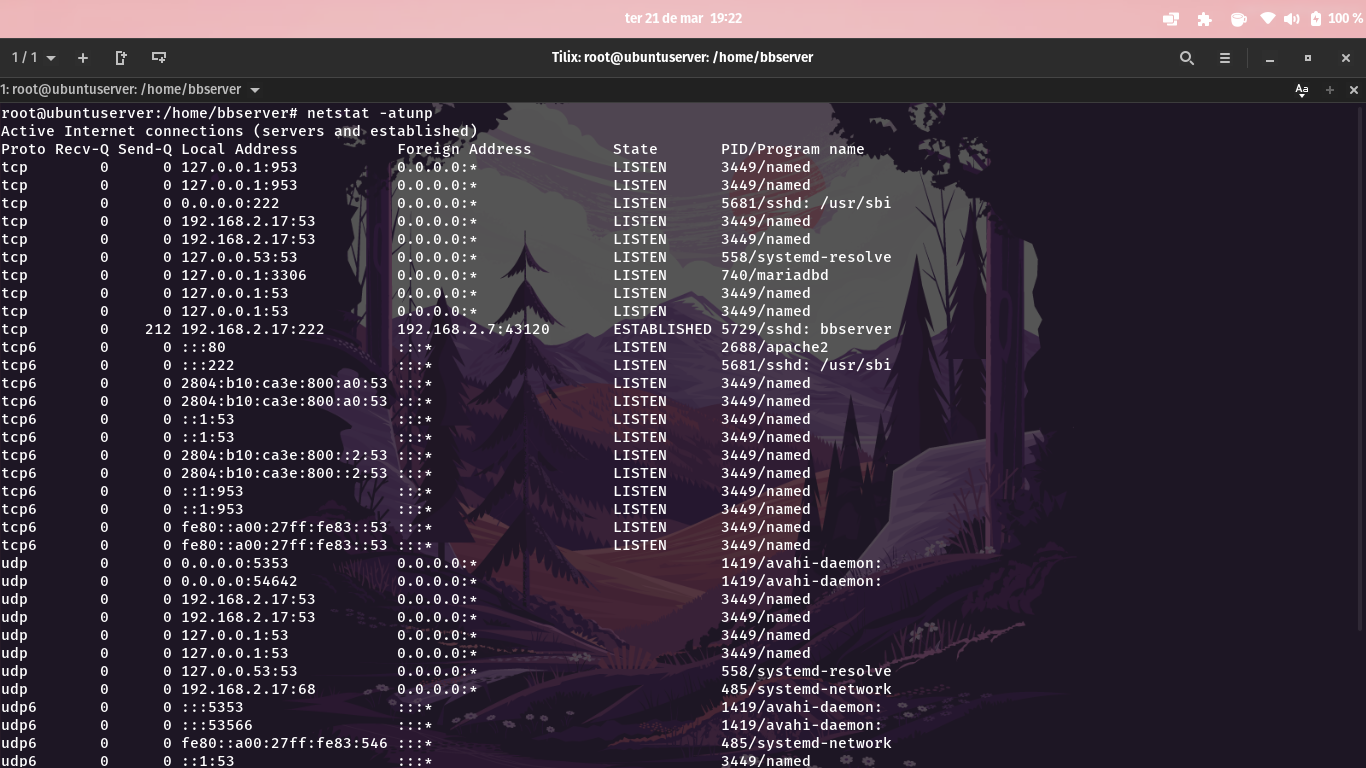 ter 21 de mar 19:22
100 %
1 / 1
Tilix: root@ubuntuserver: /home/bbserver
1: root@ubuntuserver: /home/bbserver
Aa
root@ubuntuserver:/home/bbserver# netstat -atunp
Active Internet connections (servers and established)
Proto Recv-Q Send-Q Local Address           Foreign Address         State       PID/Program name
tcp        0      0 127.0.0.1:953           0.0.0.0:*               LISTEN      3449/named
tcp        0      0 127.0.0.1:953           0.0.0.0:*               LISTEN      3449/named
tcp        0      0 0.0.0.0:222             0.0.0.0:*               LISTEN      5681/sshd: /usr/sbi
tcp        0      0 192.168.2.17:53         0.0.0.0:*               LISTEN      3449/named
tcp        0      0 192.168.2.17:53         0.0.0.0:*               LISTEN      3449/named
tcp        0      0 127.0.0.53:53           0.0.0.0:*               LISTEN      558/systemd-resolve
tcp        0      0 127.0.0.1:3306          0.0.0.0:*               LISTEN      740/mariadbd
tcp        0      0 127.0.0.1:53            0.0.0.0:*               LISTEN      3449/named
tcp        0      0 127.0.0.1:53            0.0.0.0:*               LISTEN      3449/named
tcp        0    212 192.168.2.17:222        192.168.2.7:43120       ESTABLISHED 5729/sshd: bbserver
tcp6       0      0 :::80                   :::*                    LISTEN      2688/apache2
tcp6       0      0 :::222                  :::*                    LISTEN      5681/sshd: /usr/sbi
tcp6       0      0 2804:b10:ca3e:800:a0:53 :::*                    LISTEN      3449/named
tcp6       0      0 2804:b10:ca3e:800:a0:53 :::*                    LISTEN      3449/named
tcp6       0      0 ::1:53                  :::*                    LISTEN      3449/named
tcp6       0      0 ::1:53                  :::*                    LISTEN      3449/named
tcp6       0      0 2804:b10:ca3e:800::2:53 :::*                    LISTEN      3449/named
tcp6       0      0 2804:b10:ca3e:800::2:53 :::*                    LISTEN      3449/named
tcp6       0      0 ::1:953                 :::*                    LISTEN      3449/named
tcp6       0      0 ::1:953                 :::*                    LISTEN      3449/named
tcp6       0      0 fe80::a00:27ff:fe83::53 :::*                    LISTEN      3449/named
tcp6       0      0 fe80::a00:27ff:fe83::53 :::*                    LISTEN      3449/named
udp        0      0 0.0.0.0:5353            0.0.0.0:*                           1419/avahi-daemon:
udp        0      0 0.0.0.0:54642           0.0.0.0:*                           1419/avahi-daemon:
udp        0      0 192.168.2.17:53         0.0.0.0:*                           3449/named
udp        0      0 192.168.2.17:53         0.0.0.0:*                           3449/named
udp        0      0 127.0.0.1:53            0.0.0.0:*                           3449/named
udp        0      0 127.0.0.1:53            0.0.0.0:*                           3449/named
udp        0      0 127.0.0.53:53           0.0.0.0:*                           558/systemd-resolve
udp        0      0 192.168.2.17:68         0.0.0.0:*                           485/systemd-network
udp6       0      0 :::5353                 :::*                                1419/avahi-daemon:
udp6       0      0 :::53566                :::*                                1419/avahi-daemon:
udp6       0      0 fe80::a00:27ff:fe83:546 :::*                                485/systemd-network
udp6       0      0 ::1:53                  :::*                                3449/named